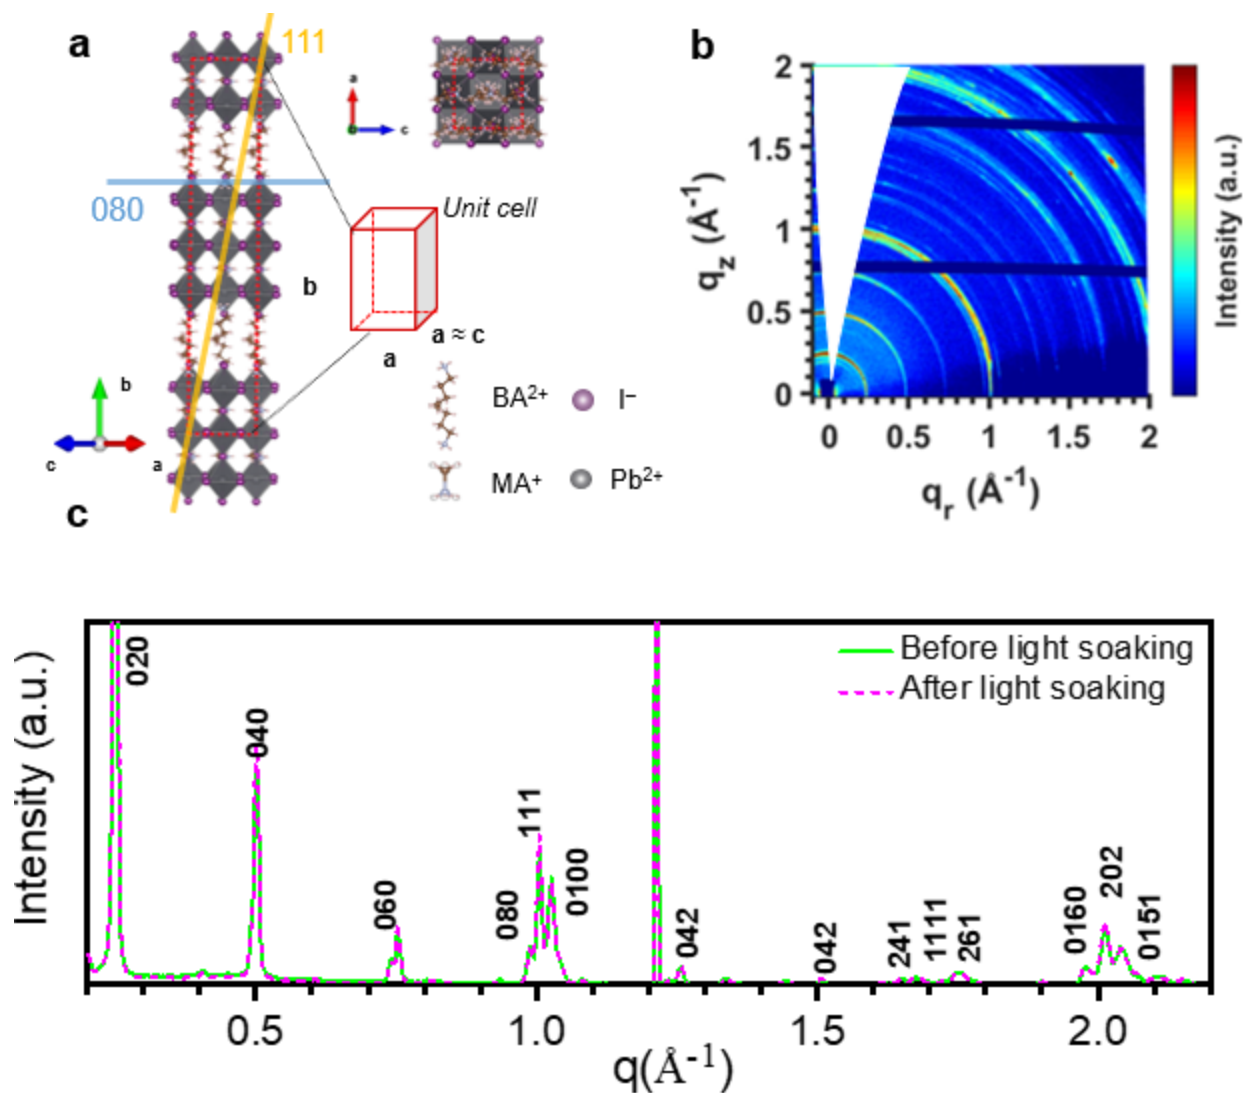 a
111
a
c
080
Unit cell
b
a ≈ c
a
b
c
a
BA²⁺
I⁻
MA⁺
Pb²⁺
b
2
1.5
1
0.5
0
qz (Å⁻¹)
0
0.5
1
1.5
2
qr (Å⁻¹)
Intensity (a.u.)
c
Before light soaking
After light soaking
020
040
060
080
111
0100
042
042
241
1111
261
0160
202
0151
Intensity (a.u.)
0.5
1.0
1.5
2.0
q(Å⁻¹)